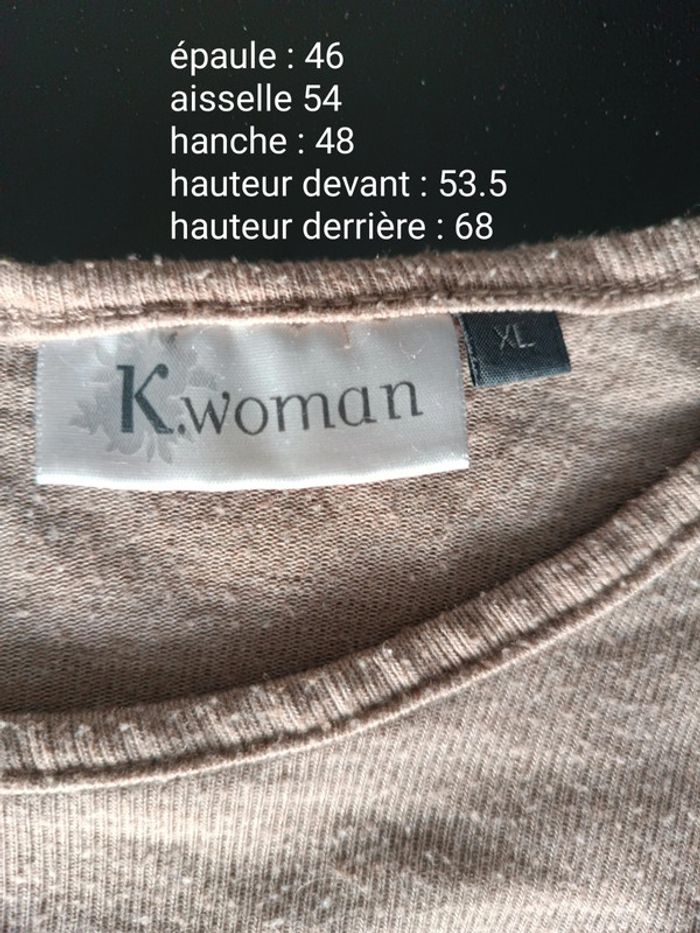 épaule : 46
aisselle 54
hanche : 48
hauteur devant : 53.5
hauteur derrière : 68
K.woman
XL